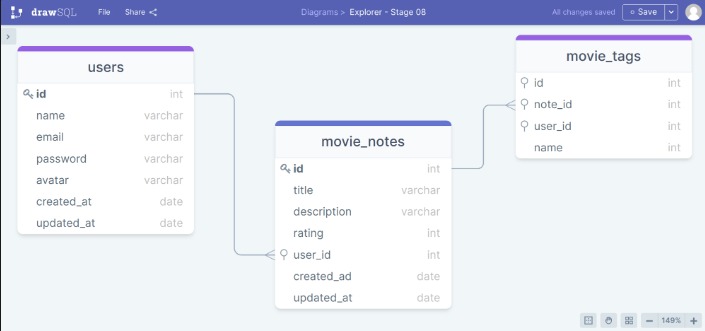 drawSQL File Share Diagrams > Explorer - Stage 08 All changes saved Save
users
id int
name varchar
email varchar
password varchar
avatar varchar
created_at date
updated_at date
movie_notes
id int
title varchar
description varchar
rating int
user_id int
created_ad date
updated_at date
movie_tags
id int
note_id int
user_id int
name int
149%